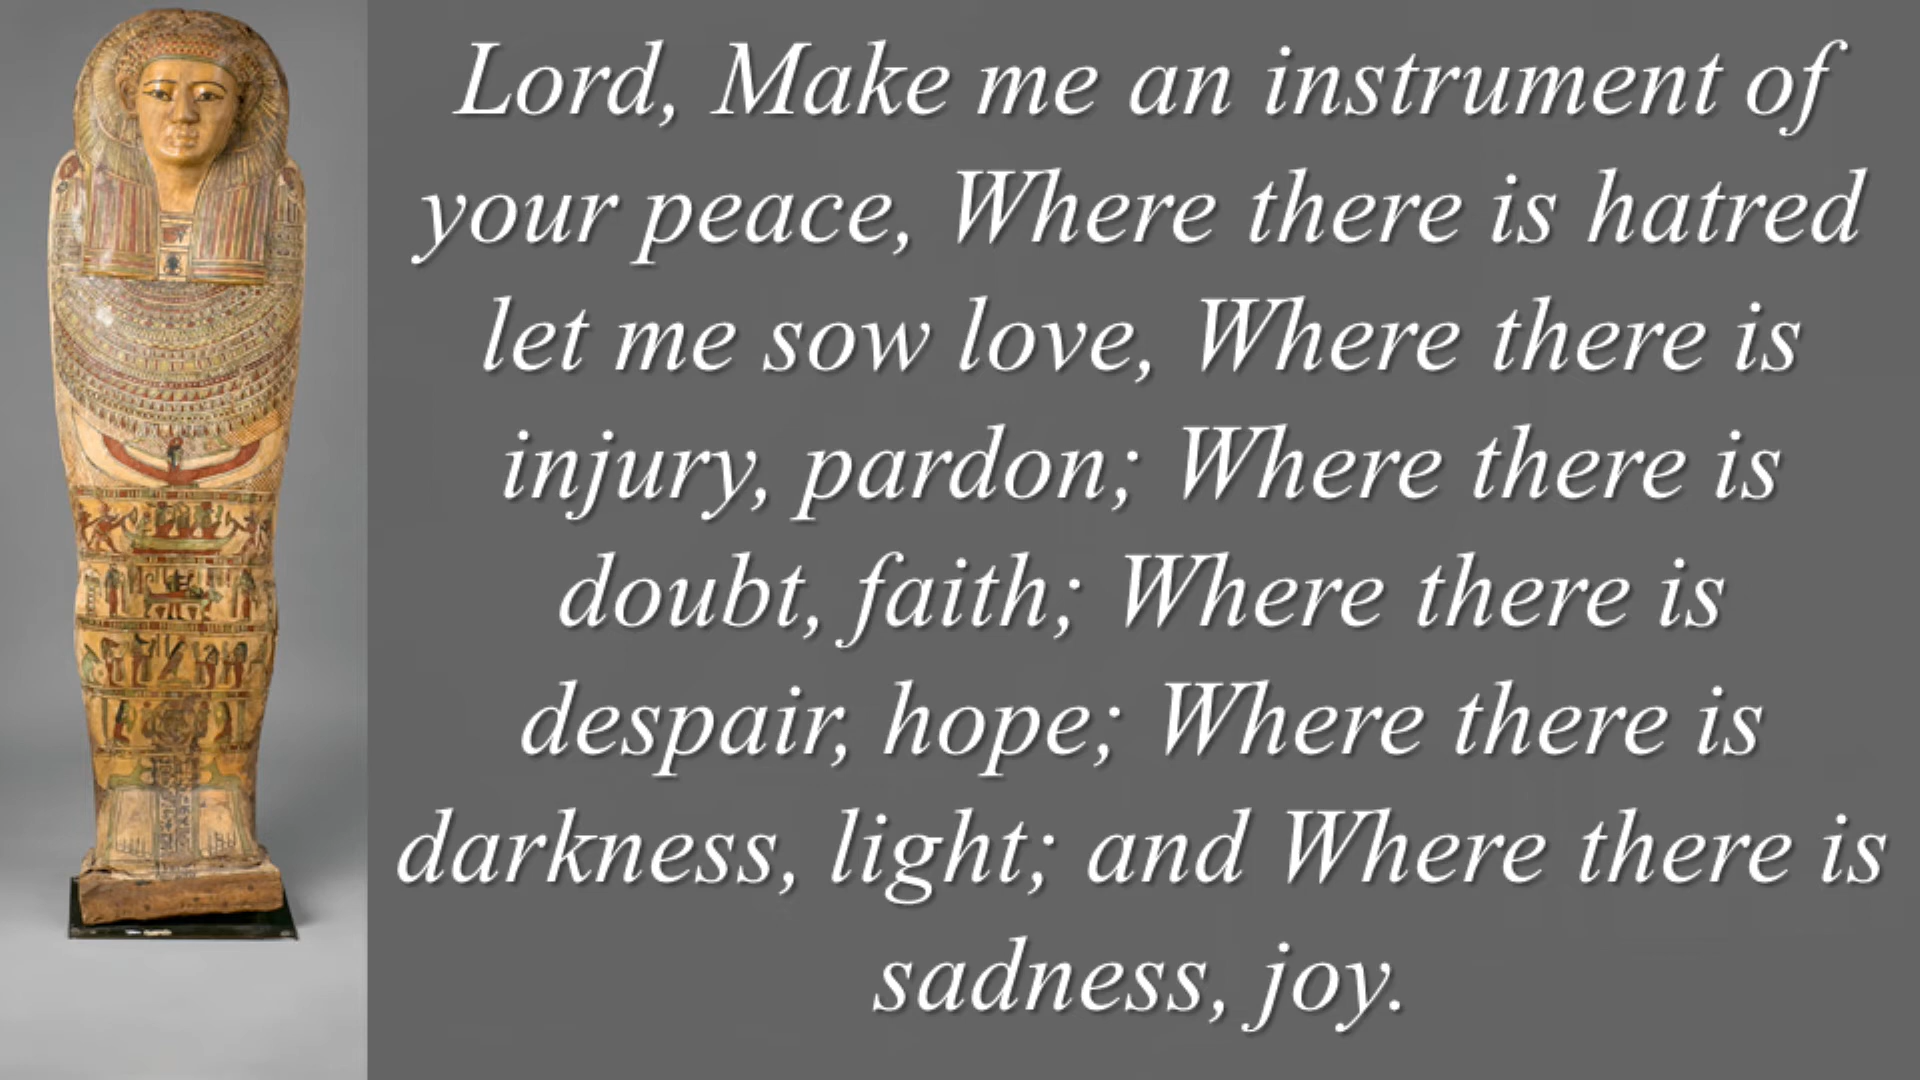 Lord, Make me an instrument of
your peace, Where there is hatred
let me sow love, Where there is
injury, pardon; Where there is
doubt, faith; Where there is
despair, hope; Where there is
darkness, light; and Where there is
sadness, joy.